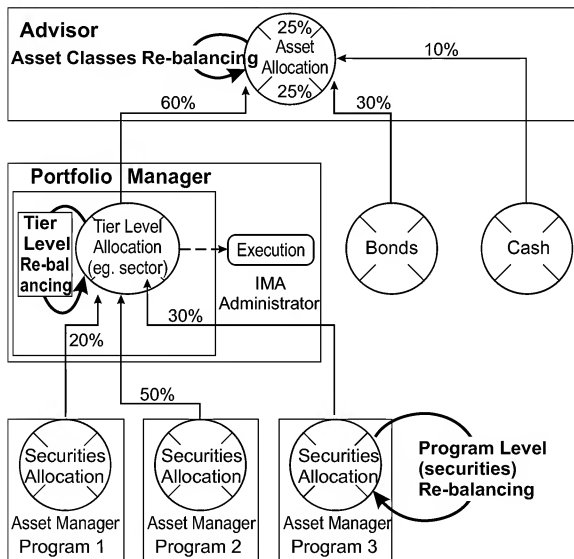 Advisor
25%
Asset Classes Re-balancing
Asset
Allocation
25%
10%
60%
30%
Portfolio Manager
Tier
Level
Re-bal
ancing
Tier Level
Allocation
(eg. sector)
Execution
IMA
Administrator
Bonds
Cash
20%
30%
50%
Securities
Allocation
Asset Manager
Program 1
Securities
Allocation
Asset Manager
Program 2
Securities
Allocation
Asset Manager
Program 3
Program Level
(securities)
Re-balancing